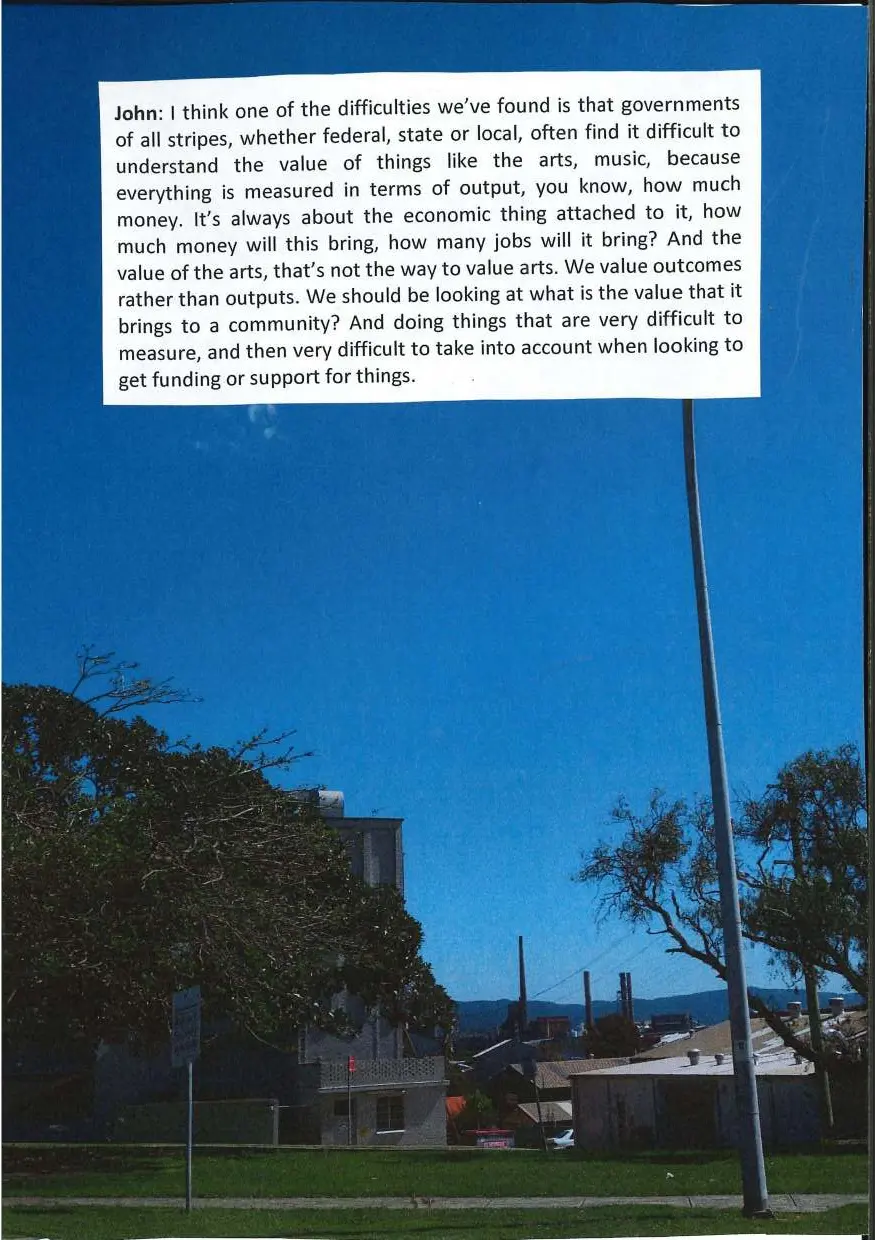 John: I think one of the difficulties we've found is that governments
of all stripes, whether federal, state or local, often find it difficult to
understand the value of things like the arts, music, because
everything is measured in terms of output, you know, how much
money. It's always about the economic thing attached to it, how
much money will this bring, how many jobs will it bring? And the
value of the arts, that's not the way to value arts. We value outcomes
rather than outputs. We should be looking at what is the value that it
brings to a community? And doing things that are very difficult to
measure, and then very difficult to take into account when looking to
get funding or support for things.